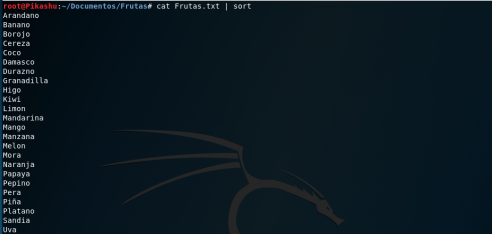 root@Pikashu:~/Documentos/Frutas# cat Frutas.txt | sort
Arandano
Banano
Borojo
Cereza
Coco
Damasco
Durazno
Granadilla
Higo
Kiwi
Limon
Mandarina
Mango
Manzana
Melon
Mora
Naranja
Papaya
Pepino
Pera
Piña
Platano
Sandia
Uva